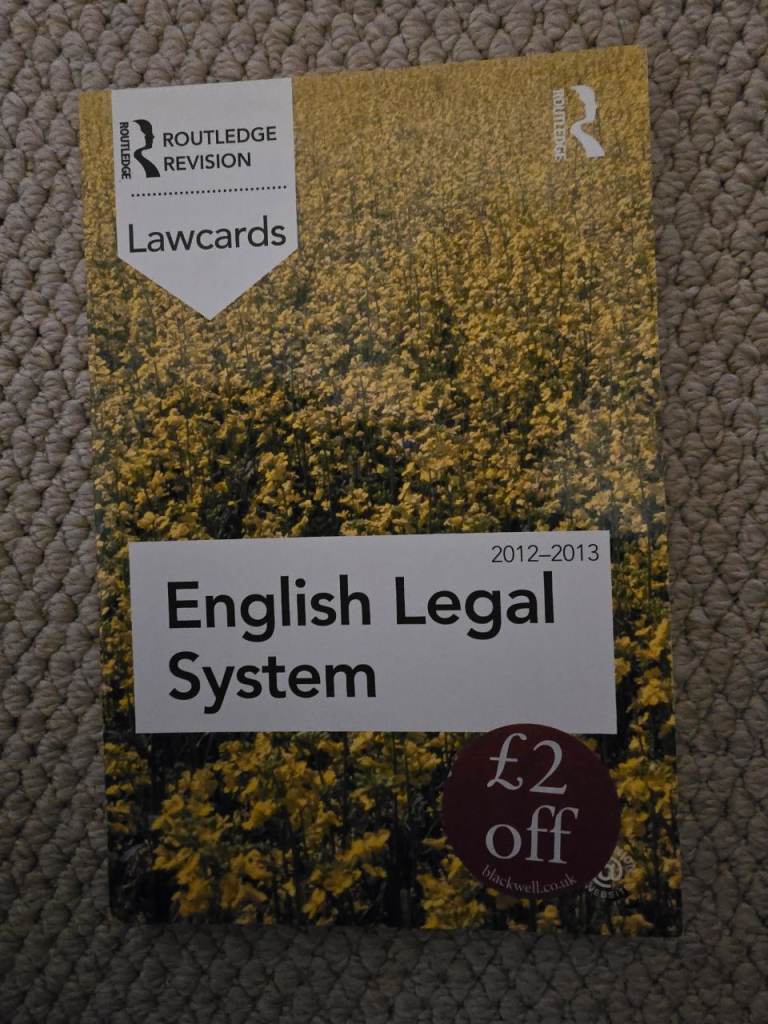 ROUTLEDGE
ROUTLEDGE
REVISION
Lawcards
ROUTLEDGE
2012–2013
English Legal
System
£2
off
blackwell.co.uk